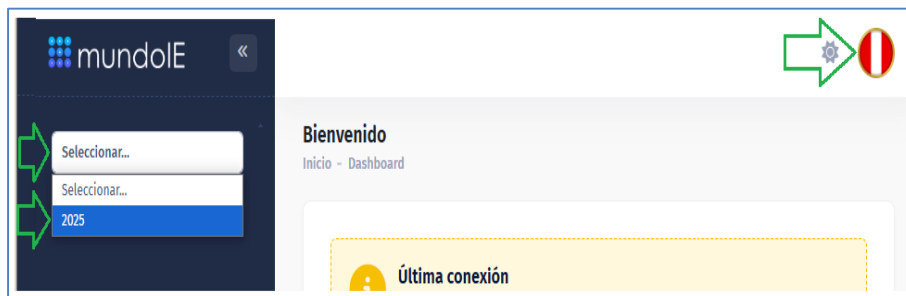 mundoIE
«
Seleccionar...
Seleccionar...
2025
Bienvenido
Inicio - Dashboard
i
Última conexión